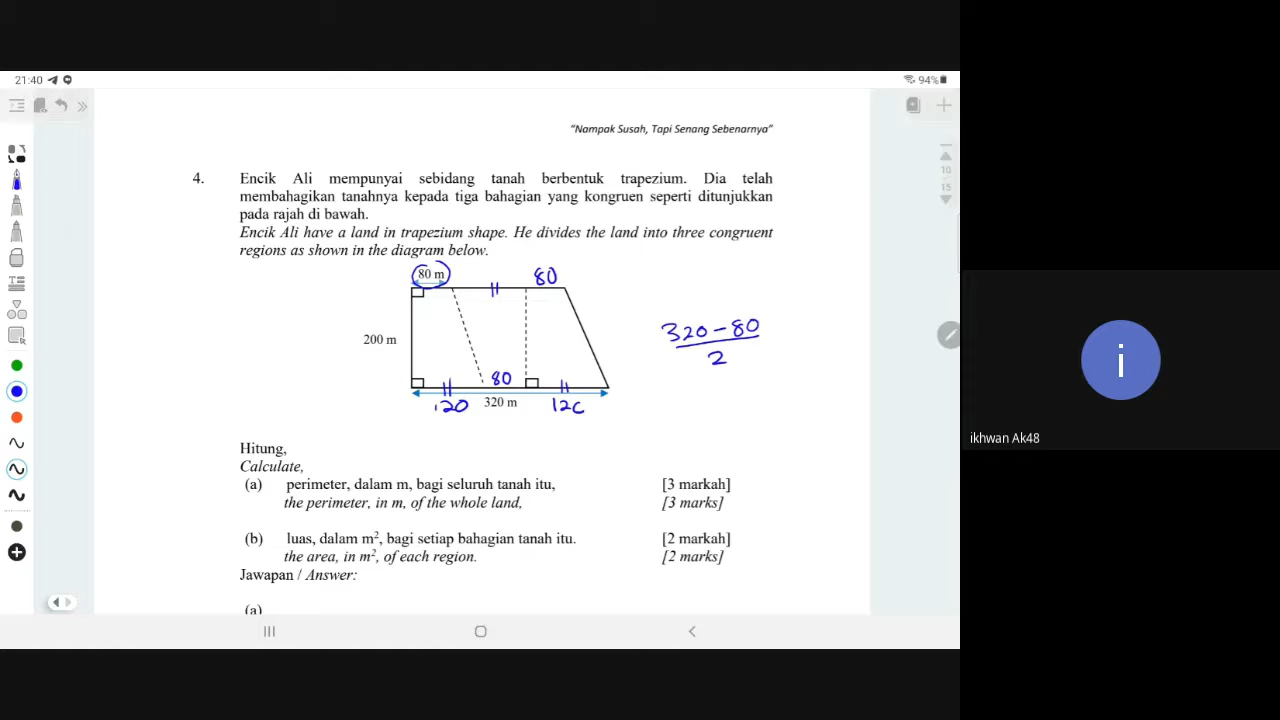 21:40
94%
"Nampak Susah, Tapi Senang Sebenarnya"
4. Encik Ali mempunyai sebidang tanah berbentuk trapezium. Dia telah
membahagikan tanahnya kepada tiga bahagian yang kongruen seperti ditunjukkan
pada rajah di bawah.
Encik Ali have a land in trapezium shape. He divides the land into three congruent
regions as shown in the diagram below.
80 m 80
200 m
320 - 80
2
80
120 320 m 120
Hitung,
Calculate,
(a) perimeter, dalam m, bagi seluruh tanah itu, [3 markah]
the perimeter, in m, of the whole land, [3 marks]
(b) luas, dalam m², bagi setiap bahagian tanah itu. [2 markah]
the area, in m², of each region. [2 marks]
Jawapan / Answer:
(a)
10
15
i
ikhwan Ak48